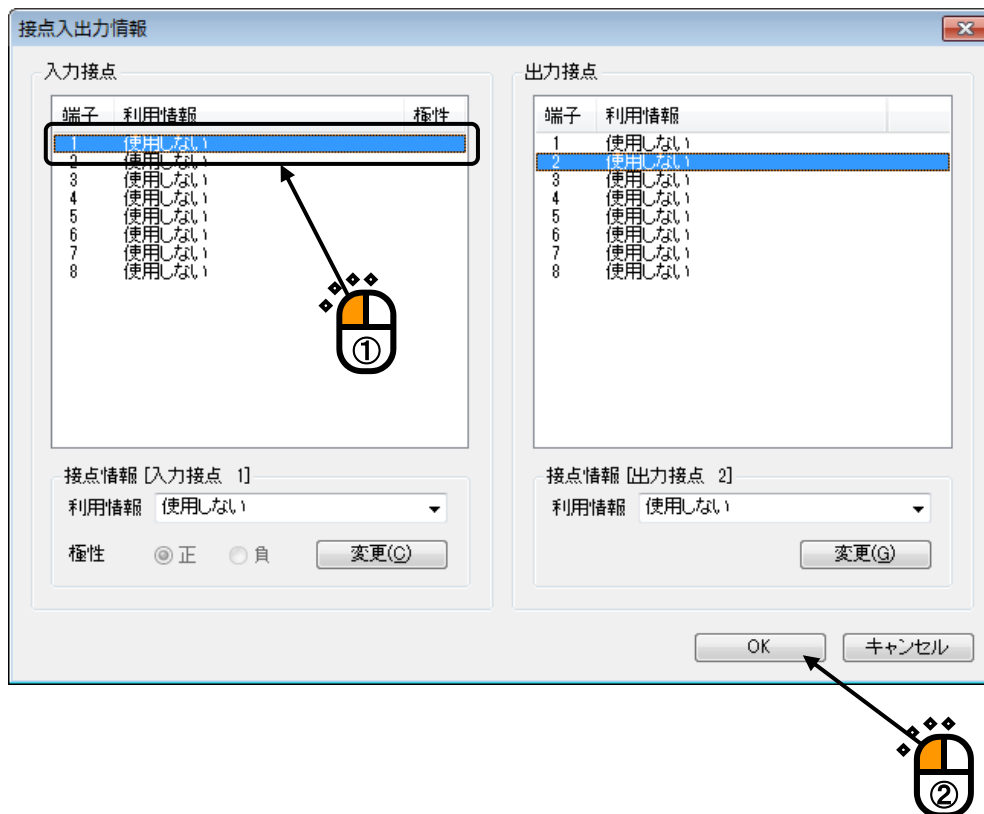 接点入出力情報
入力接点
端子 利用情報 極性
1 使用しない
2 使用しない
3 使用しない
4 使用しない
5 使用しない
6 使用しない
7 使用しない
8 使用しない
①
接点情報 [入力接点 1]
利用情報 使用しない
極性 正 負 変更(C)
出力接点
端子 利用情報
1 使用しない
2 使用しない
3 使用しない
4 使用しない
5 使用しない
6 使用しない
7 使用しない
8 使用しない
接点情報 [出力接点 2]
利用情報 使用しない
変更(G)
OK キャンセル
②